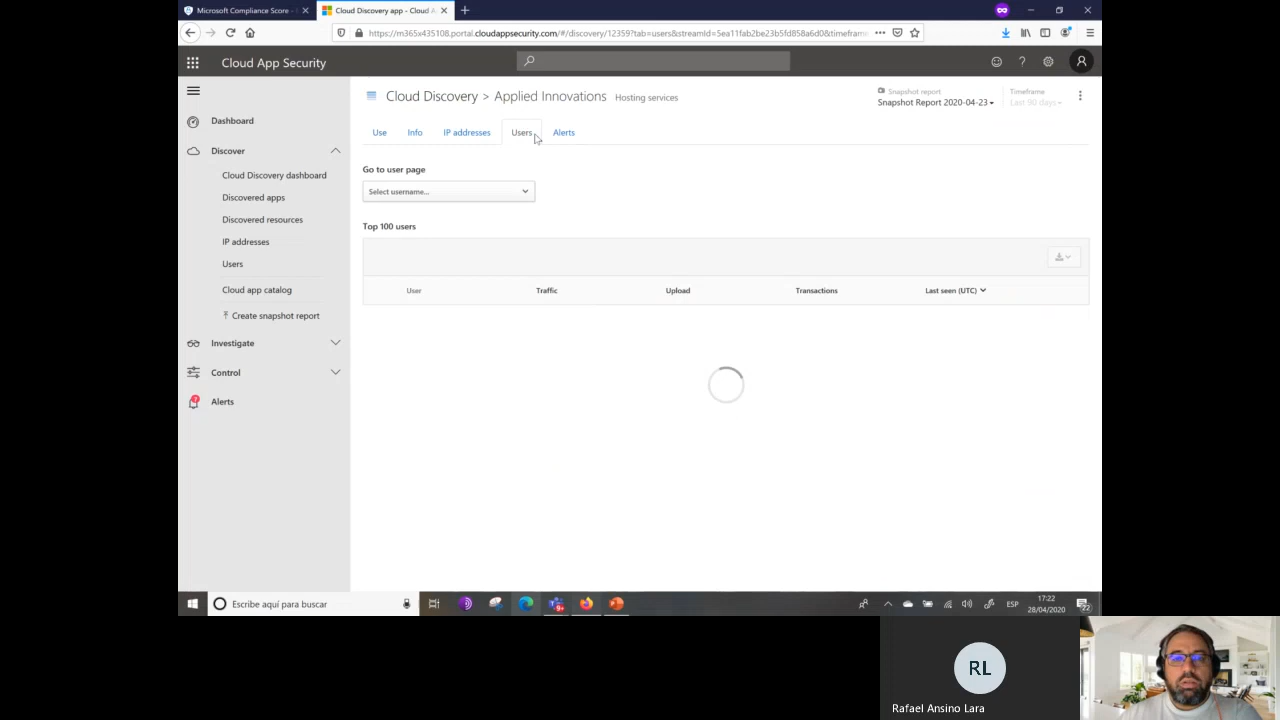 Microsoft Compliance Score -
Cloud Discovery app - Cloud A
https://m365x435108.portal.cloudappsecurity.com/#/discovery/12359?tab=users&streamId=5ea11fab2be23b5fd858a6d0&timefram
Cloud App Security
Cloud Discovery > Applied Innovations Hosting services
Snapshot report
Snapshot Report 2020-04-23
Timeframe
Last 90 days
Dashboard
Discover
Cloud Discovery dashboard
Discovered apps
Discovered resources
IP addresses
Users
Cloud app catalog
Create snapshot report
Investigate
Control
Alerts
Use Info IP addresses Users Alerts
Go to user page
Select username...
Top 100 users
User Traffic Upload Transactions Last seen (UTC)
Escribe aquí para buscar
ESP
17:22
28/04/2020
22
RL
Rafael Ansino Lara